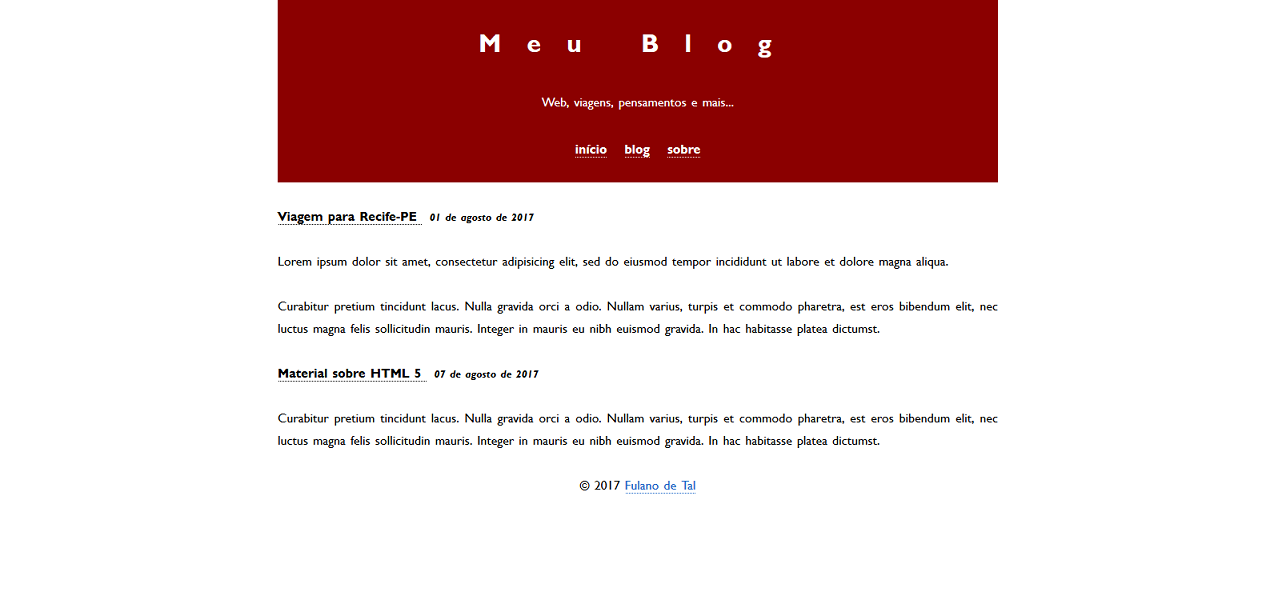 Meu Blog
Web, viagens, pensamentos e mais...
início blog sobre
Viagem para Recife-PE 01 de agosto de 2017
Lorem ipsum dolor sit amet, consectetur adipisicing elit, sed do eiusmod tempor incididunt ut labore et dolore magna aliqua.
Curabitur pretium tincidunt lacus. Nulla gravida orci a odio. Nullam varius, turpis et commodo pharetra, est eros bibendum elit, nec
luctus magna felis sollicitudin mauris. Integer in mauris eu nibh euismod gravida. In hac habitasse platea dictumst.
Material sobre HTML 5 07 de agosto de 2017
Curabitur pretium tincidunt lacus. Nulla gravida orci a odio. Nullam varius, turpis et commodo pharetra, est eros bibendum elit, nec
luctus magna felis sollicitudin mauris. Integer in mauris eu nibh euismod gravida. In hac habitasse platea dictumst.
© 2017 Fulano de Tal